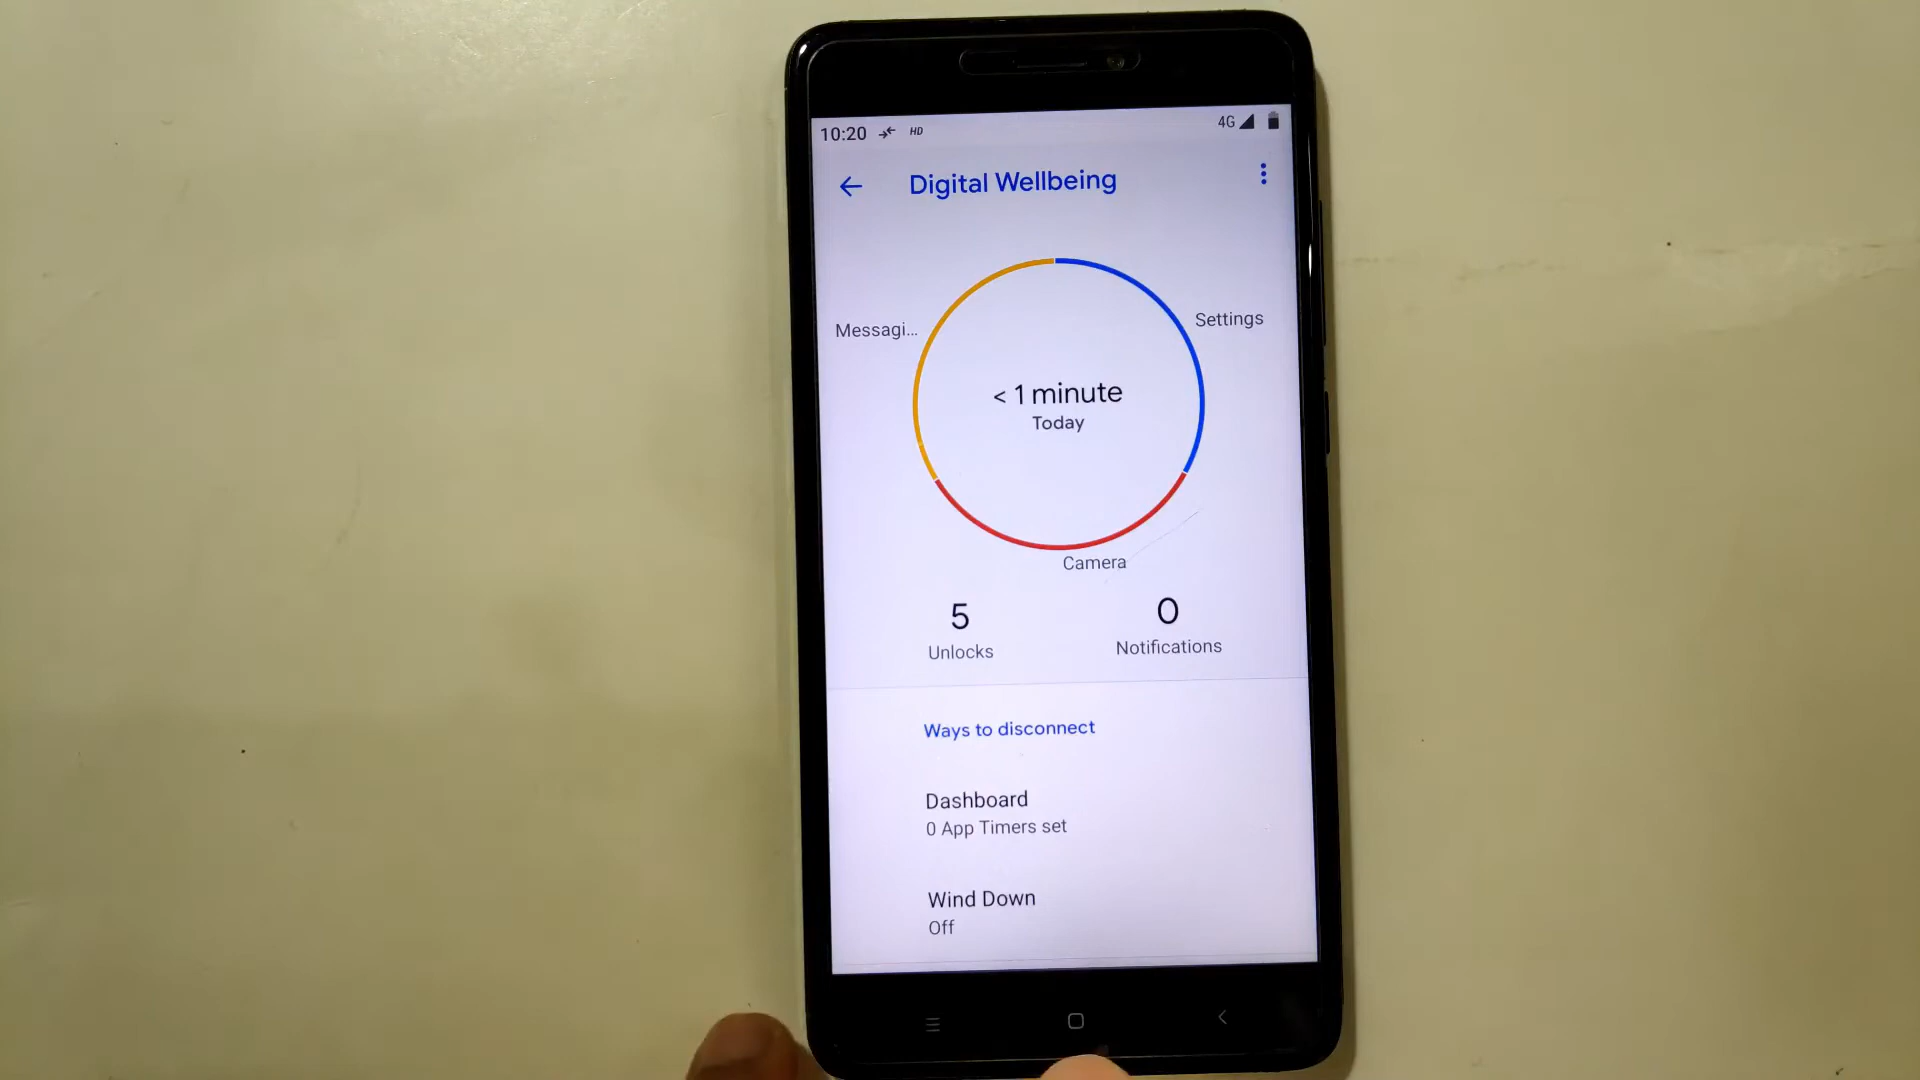 10:20 HD 4G
Digital Wellbeing
Messagi...
Settings
< 1 minute
Today
Camera
5
0
Unlocks
Notifications
Ways to disconnect
Dashboard
0 App Timers set
Wind Down
Off